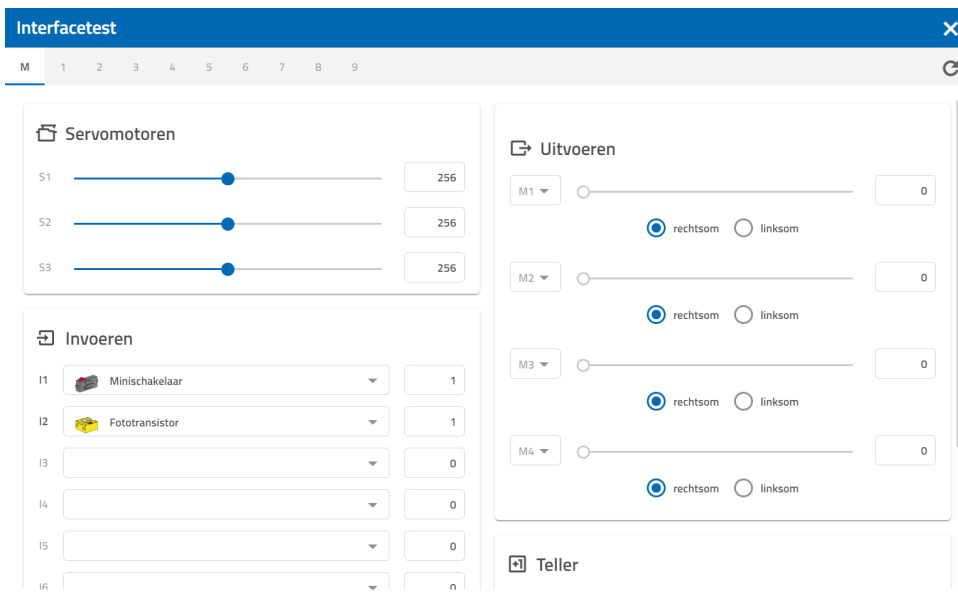 Interfacetest
M 1 2 3 4 5 6 7 8 9
Servomotoren
S1 256
S2 256
S3 256
Invoeren
I1 Minischakelaar 1
I2 Fototransistor 1
I3 0
I4 0
I5 0
I6 0
Uitvoeren
M1 0
rechtsom linksom
M2 0
rechtsom linksom
M3 0
rechtsom linksom
M4 0
rechtsom linksom
Teller